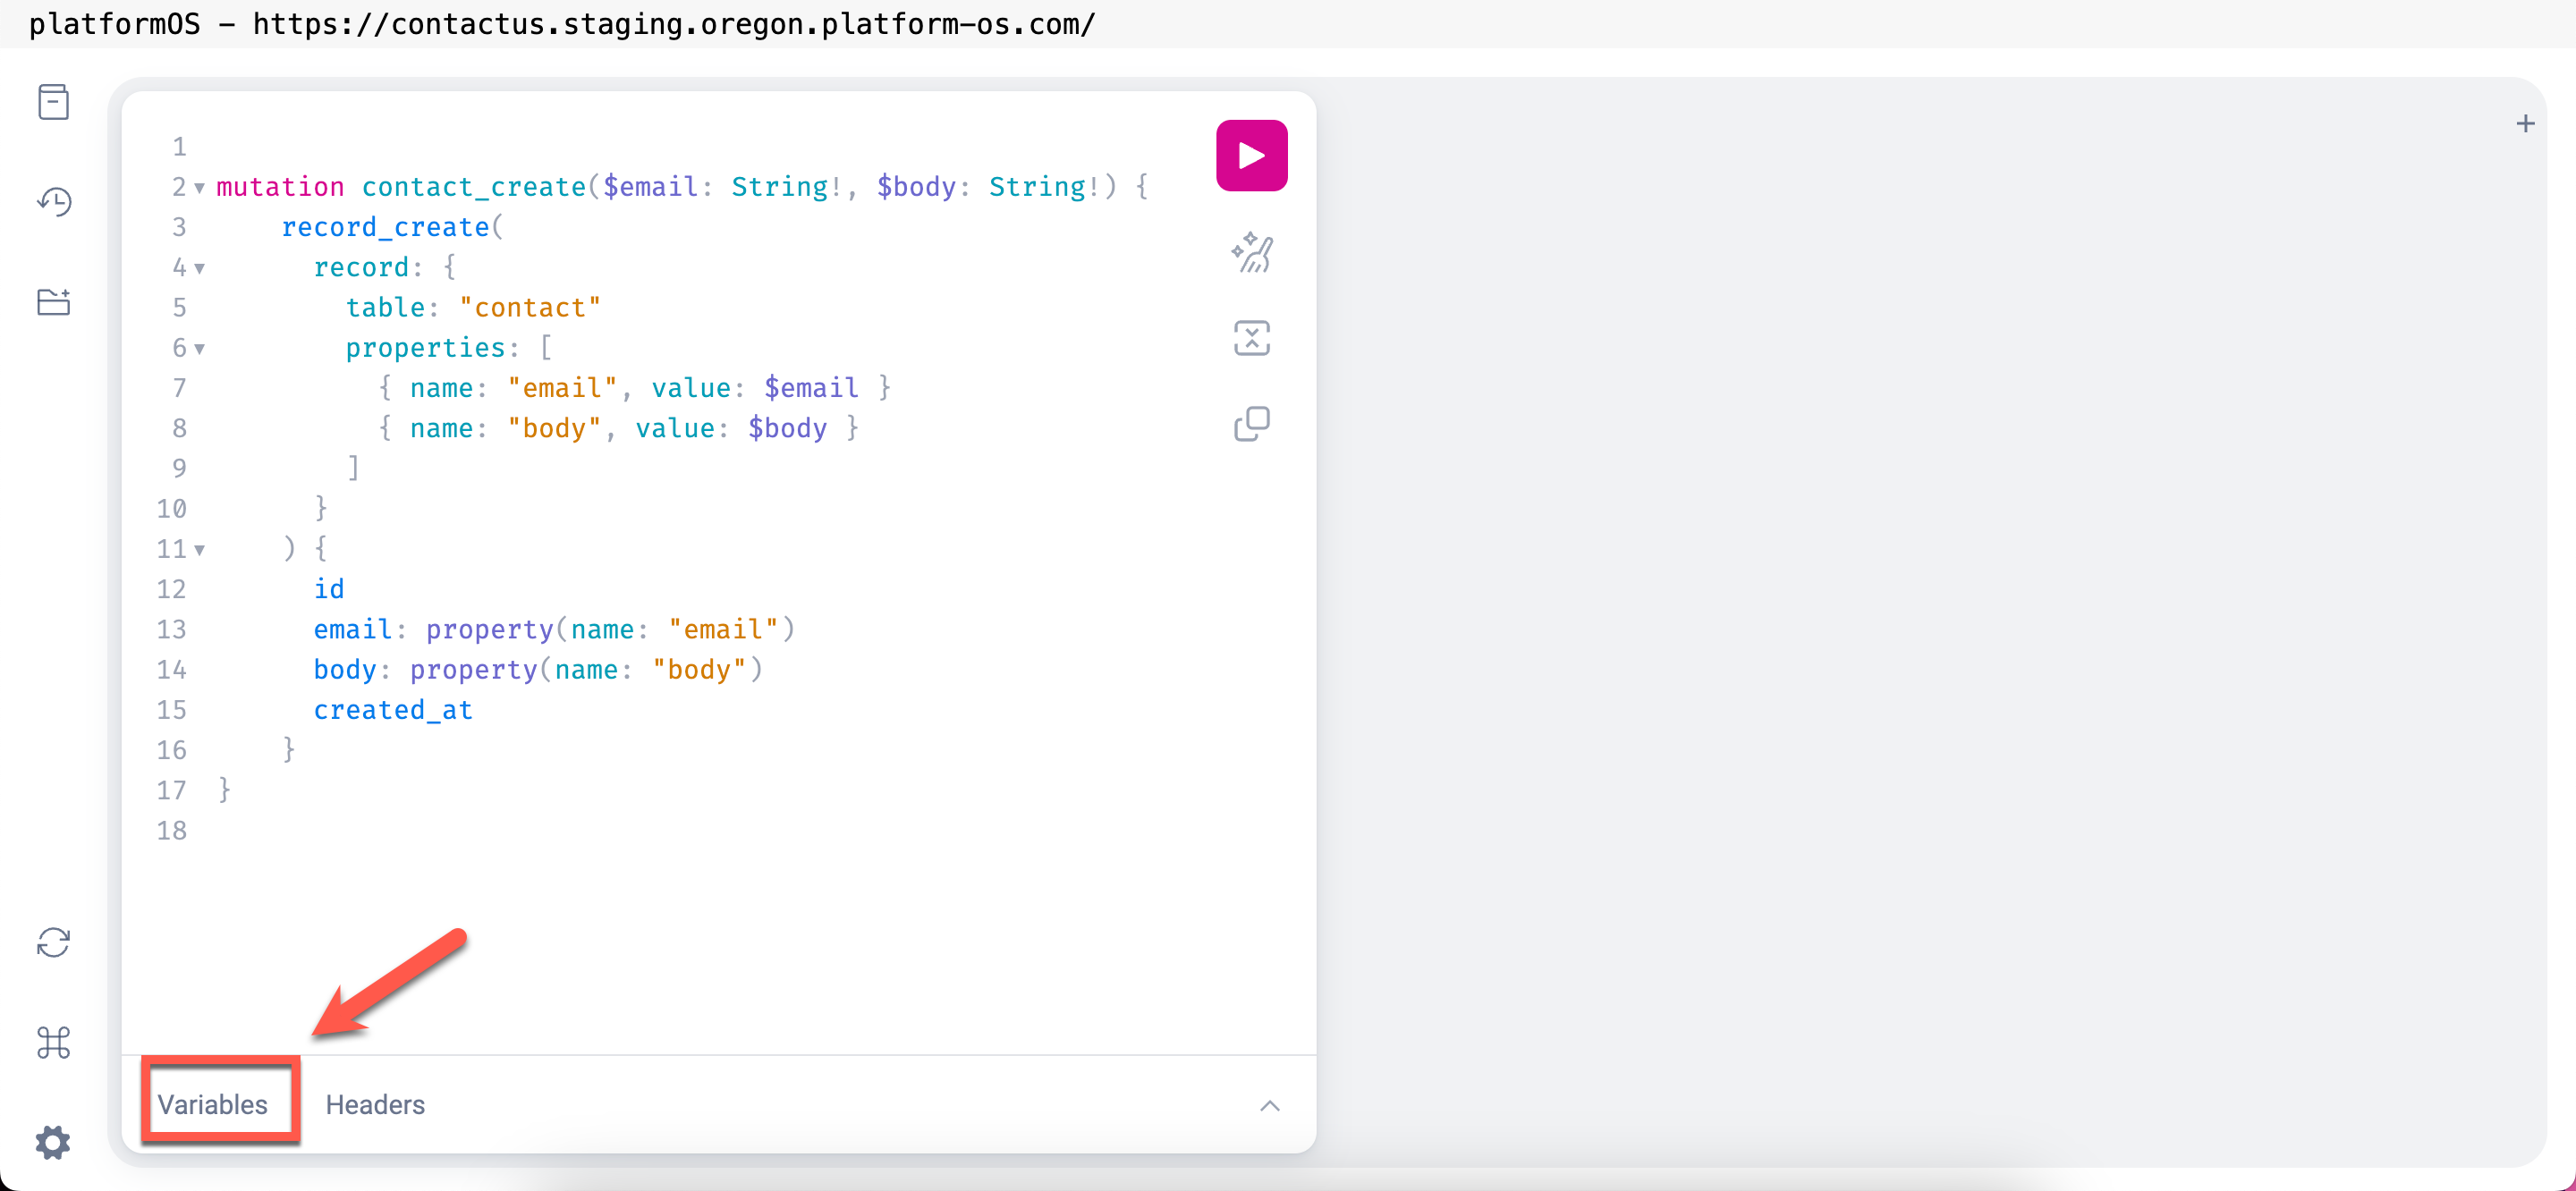 platformOS – https://contactus.staging.oregon.platform-os.com/
1
2 mutation contact_create($email: String!, $body: String!) {
3 record_create(
4 record: {
5 table: "contact"
6 properties: [
7 { name: "email", value: $email }
8 { name: "body", value: $body }
9 ]
10 }
11 ) {
12 id
13 email: property(name: "email")
14 body: property(name: "body")
15 created_at
16 }
17 }
18
Variables Headers